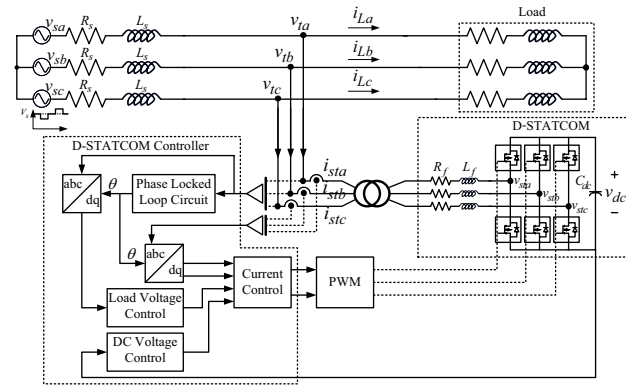 v_sa R_s L_s v_ta i_La Load
v_sb R_s L_s v_tb i_Lb
v_sc R_s L_s v_tc i_Lc
D-STATCOM
D-STATCOM Controller
i_sta R_f L_f v_sta C_dc +
abc dq θ Phase Locked Loop Circuit i_stb v_stb v_dc
i_stc v_stc −
θ abc dq
Current Control PWM
Load Voltage Control
DC Voltage Control